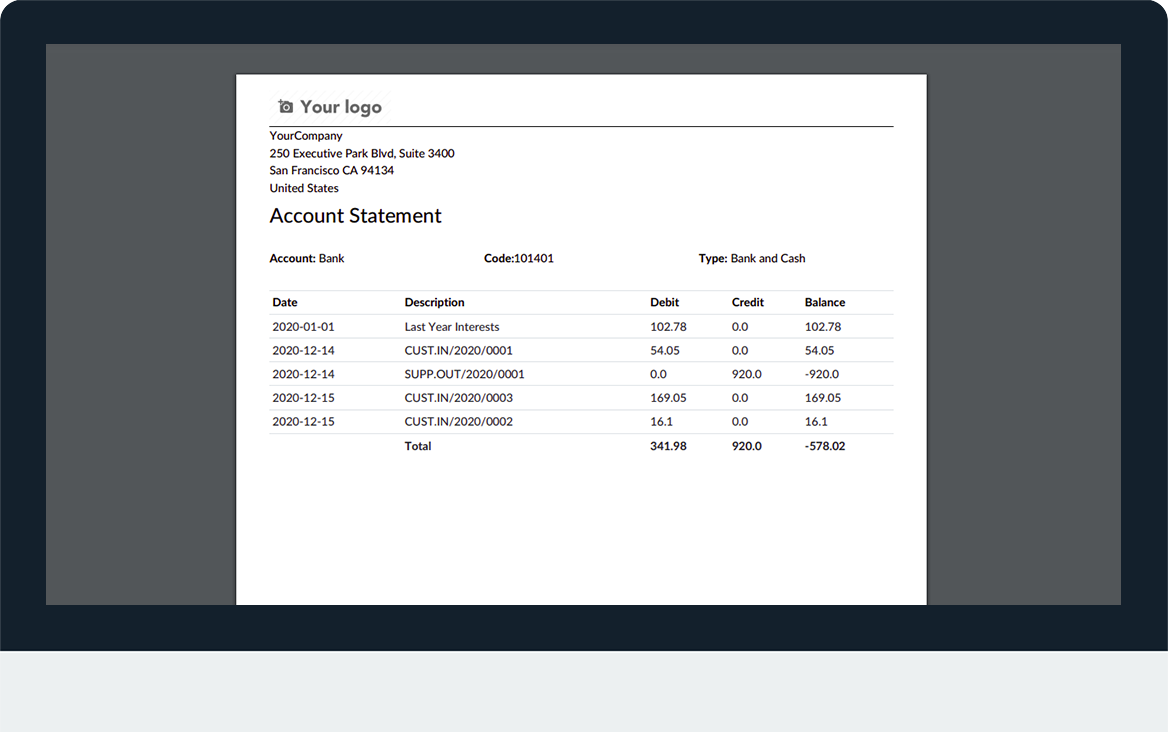 Your logo
YourCompany
250 Executive Park Blvd, Suite 3400
San Francisco CA 94134
United States
Account Statement
Account: Bank Code:101401 Type: Bank and Cash
Date Description Debit Credit Balance
2020-01-01 Last Year Interests 102.78 0.0 102.78
2020-12-14 CUST.IN/2020/0001 54.05 0.0 54.05
2020-12-14 SUPP.OUT/2020/0001 0.0 920.0 -920.0
2020-12-15 CUST.IN/2020/0003 169.05 0.0 169.05
2020-12-15 CUST.IN/2020/0002 16.1 0.0 16.1
Total 341.98 920.0 -578.02